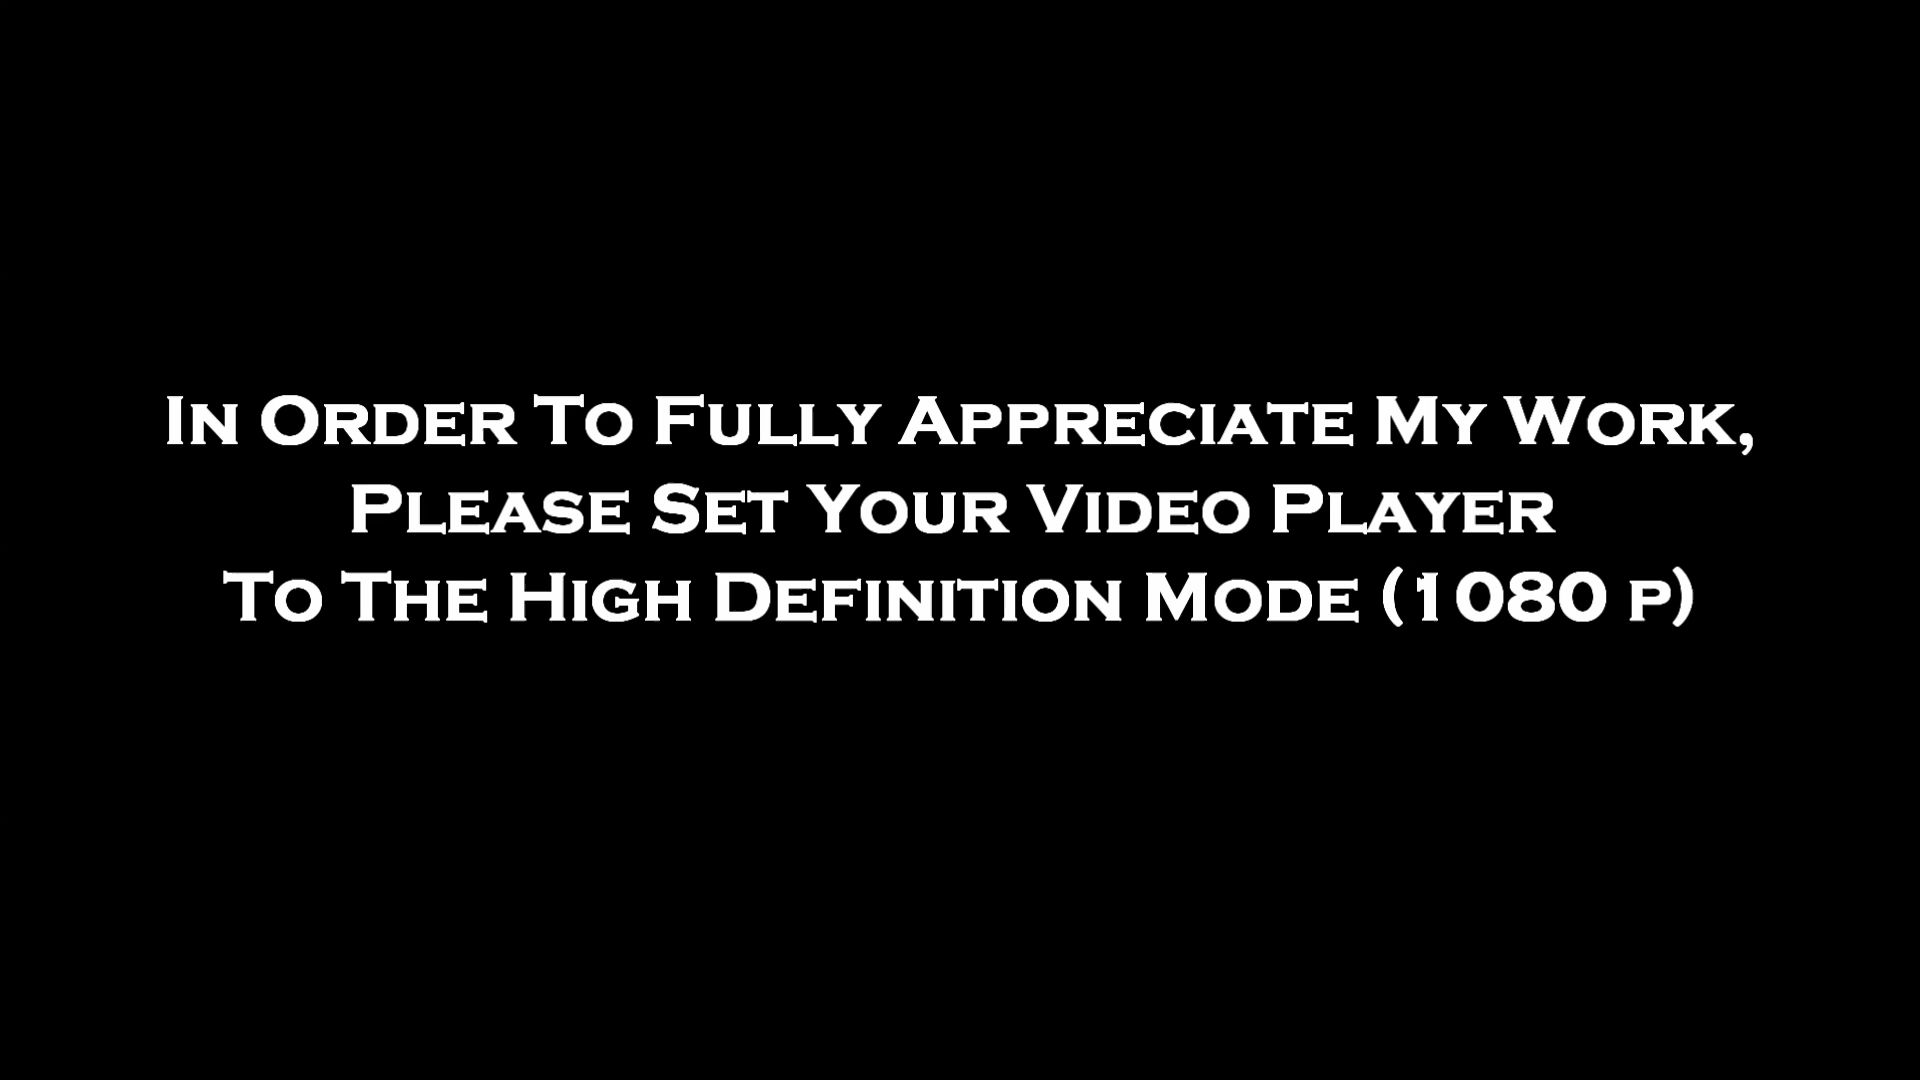 In Order To Fully Appreciate My Work,
Please Set Your Video Player
To The High Definition Mode (1080 p)